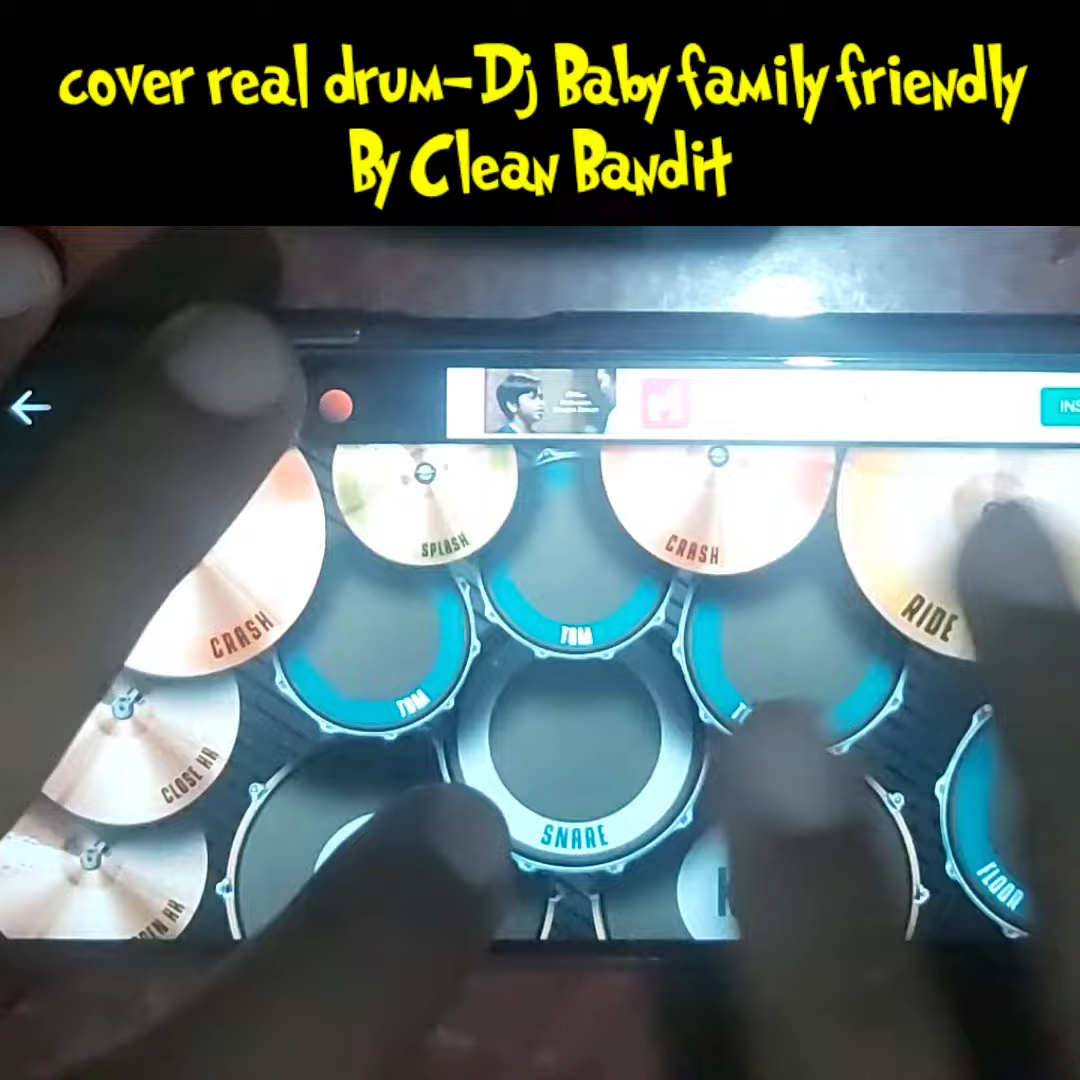 cover real drum-Dj Baby family friendly
By Clean Bandit
INS
SPLASH
CRASH
RIDE
CRASH
TOM
TOM
CLOSE HH
SNARE
FLOOR